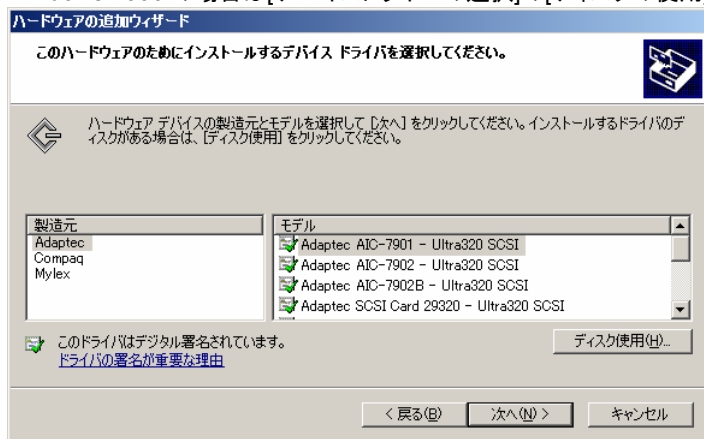 ハードウェアの追加ウィザード
このハードウェアのためにインストールするデバイス ドライバを選択してください。
ハードウェア デバイスの製造元とモデルを選択して [次へ] をクリックしてください。インストールするドライバのデ
ィスクがある場合は、[ディスク使用] をクリックしてください。
製造元
Adaptec
Compaq
Mylex
モデル
Adaptec AIC-7901 - Ultra320 SCSI
Adaptec AIC-7902 - Ultra320 SCSI
Adaptec AIC-7902B - Ultra320 SCSI
Adaptec SCSI Card 29320 - Ultra320 SCSI
このドライバはデジタル署名されています。
ドライバの署名が重要な理由
ディスク使用(H)...
< 戻る(B)
次へ(N) >
キャンセル